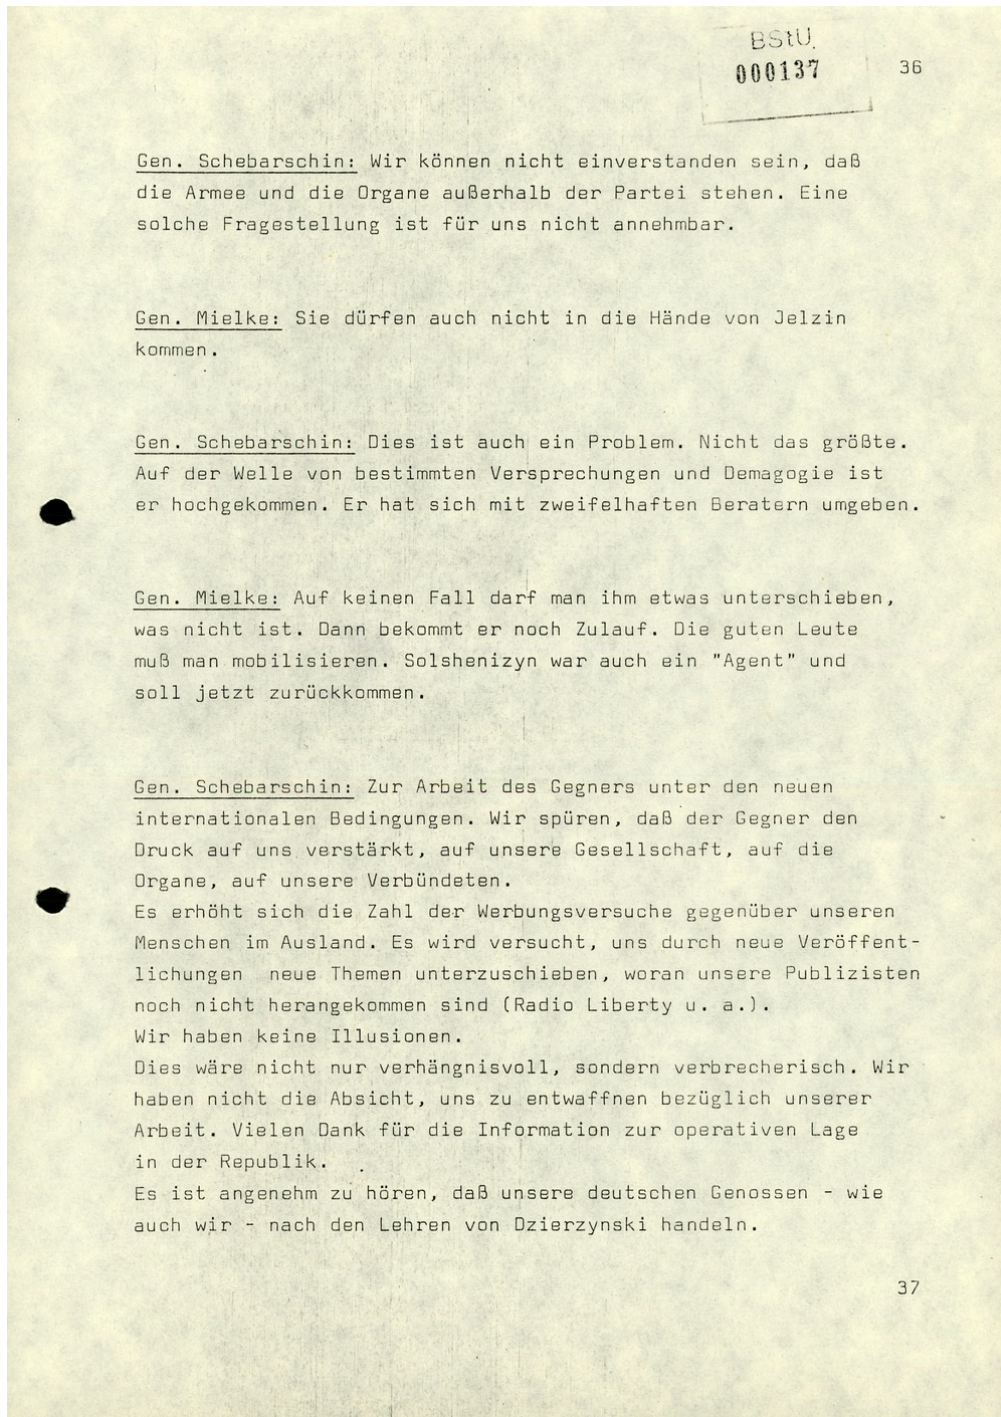 BStU
000137
36
Gen. Schebarschin: Wir können nicht einverstanden sein, daß
die Armee und die Organe außerhalb der Partei stehen. Eine
solche Fragestellung ist für uns nicht annehmbar.
Gen. Mielke: Sie dürfen auch nicht in die Hände von Jelzin
kommen.
Gen. Schebarschin: Dies ist auch ein Problem. Nicht das größte.
Auf der Welle von bestimmten Versprechungen und Demagogie ist
er hochgekommen. Er hat sich mit zweifelhaften Beratern umgeben.
Gen. Mielke: Auf keinen Fall darf man ihm etwas unterschieben,
was nicht ist. Dann bekommt er noch Zulauf. Die guten Leute
muß man mobilisieren. Solshenizyn war auch ein "Agent" und
soll jetzt zurückkommen.
Gen. Schebarschin: Zur Arbeit des Gegners unter den neuen
internationalen Bedingungen. Wir spüren, daß der Gegner den
Druck auf uns verstärkt, auf unsere Gesellschaft, auf die
Organe, auf unsere Verbündeten.
Es erhöht sich die Zahl der Werbungsversuche gegenüber unseren
Menschen im Ausland. Es wird versucht, uns durch neue Veröffent-
lichungen neue Themen unterzuschieben, woran unsere Publizisten
noch nicht herangekommen sind (Radio Liberty u. a.).
Wir haben keine Illusionen.
Dies wäre nicht nur verhängnisvoll, sondern verbrecherisch. Wir
haben nicht die Absicht, uns zu entwaffnen bezüglich unserer
Arbeit. Vielen Dank für die Information zur operativen Lage
in der Republik.
Es ist angenehm zu hören, daß unsere deutschen Genossen - wie
auch wir - nach den Lehren von Dzierzynski handeln.
37